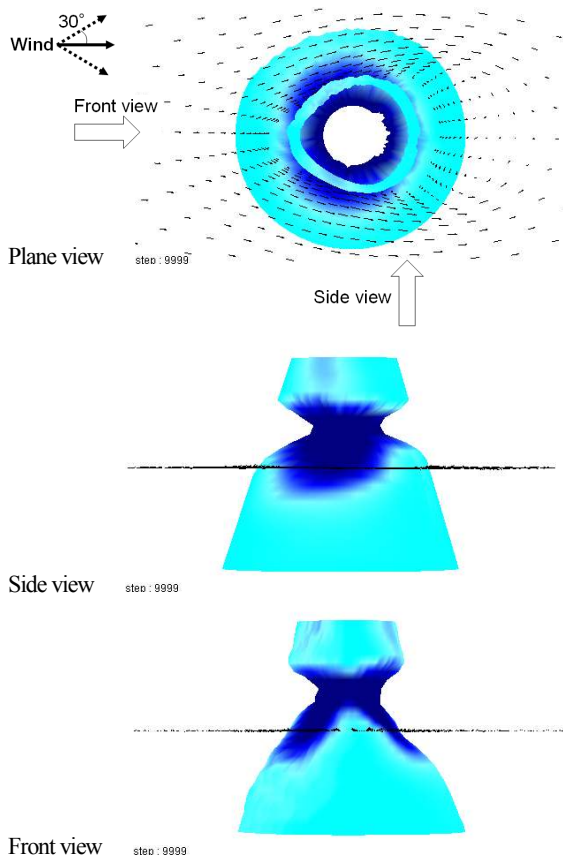 30°
Wind
Front view
Plane view step : 9999
Side view
Side view step : 9999
Front view step : 9999